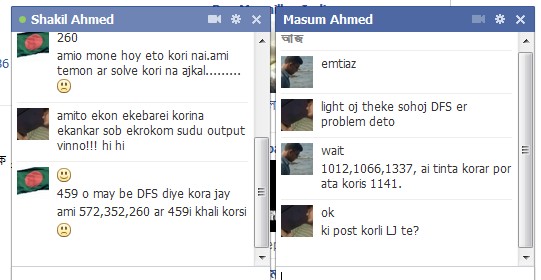 Shakil Ahmed
260
amio mone hoy eto kori nai.ami
temon ar solve kori na ajkal.........
amito ekon ekebarei korina
ekankar sob ekrokom sudu output
vinno!!! hi hi
459 o may be DFS diye kora jay
ami 572,352,260 ar 459i khali korsi
Masum Ahmed
আজ
emtiaz
light oj theke sohoj DFS er
problem deto
wait
1012,1066,1337, ai tinta korar por
ata koris 1141.
ok
ki post korli LJ te?